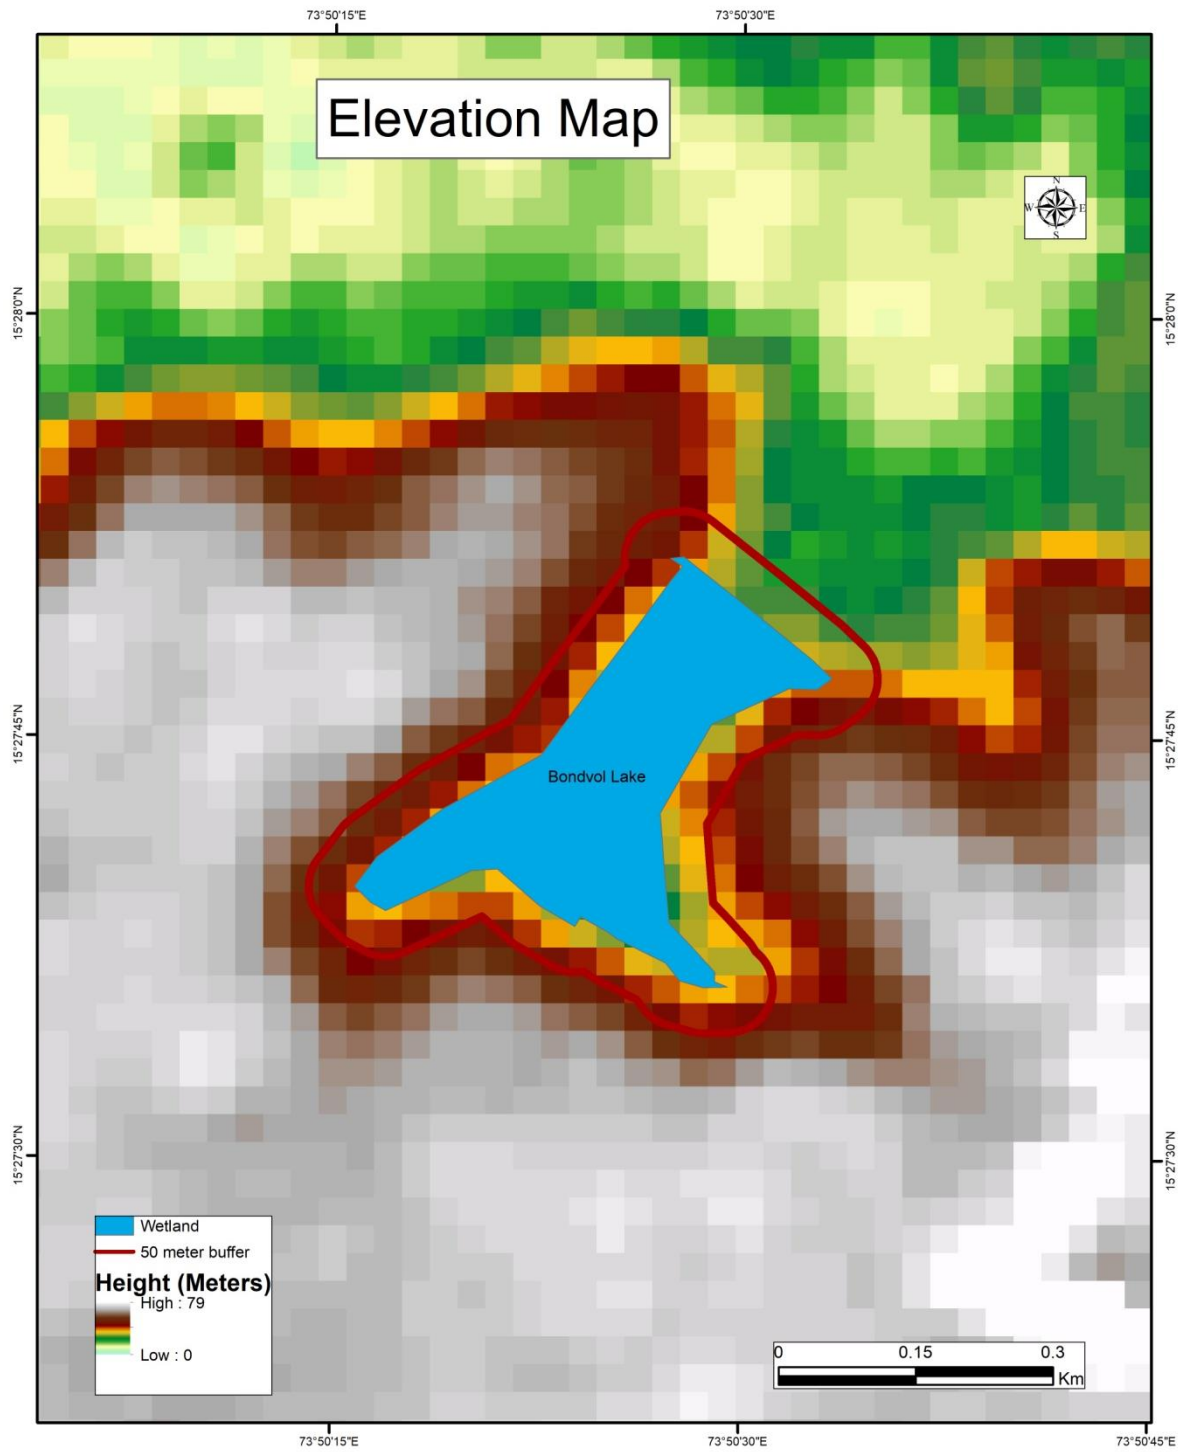 73°50'15"E
73°50'30"E
Elevation Map
N
W E
S
15°28'0"N
15°28'0"N
15°27'45"N
15°27'45"N
Bondvol Lake
15°27'30"N
15°27'30"N
Wetland
50 meter buffer
Height (Meters)
High : 79
Low : 0
0 0.15 0.3
Km
73°50'15"E
73°50'30"E
73°50'45"E